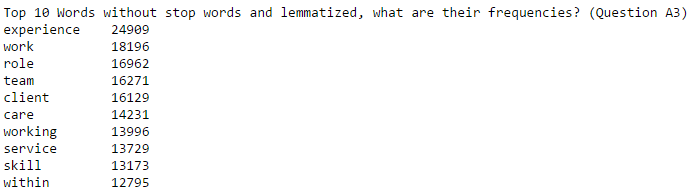 Top 10 Words without stop words and lemmatized, what are their frequencies? (Question A3)
experience 24909
work 18196
role 16962
team 16271
client 16129
care 14231
working 13996
service 13729
skill 13173
within 12795